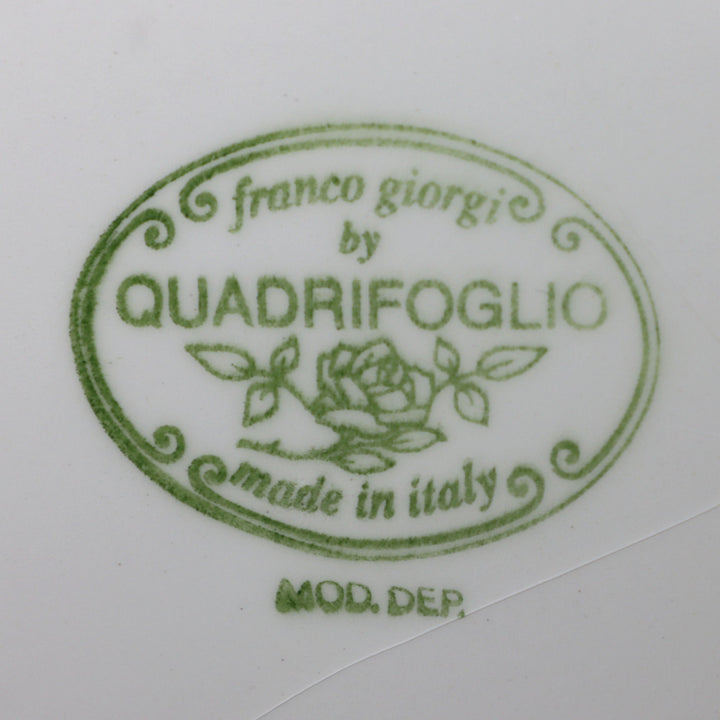 franco giorgi
by
QUADRIFOGLIO
made in italy
MOD. DEP.